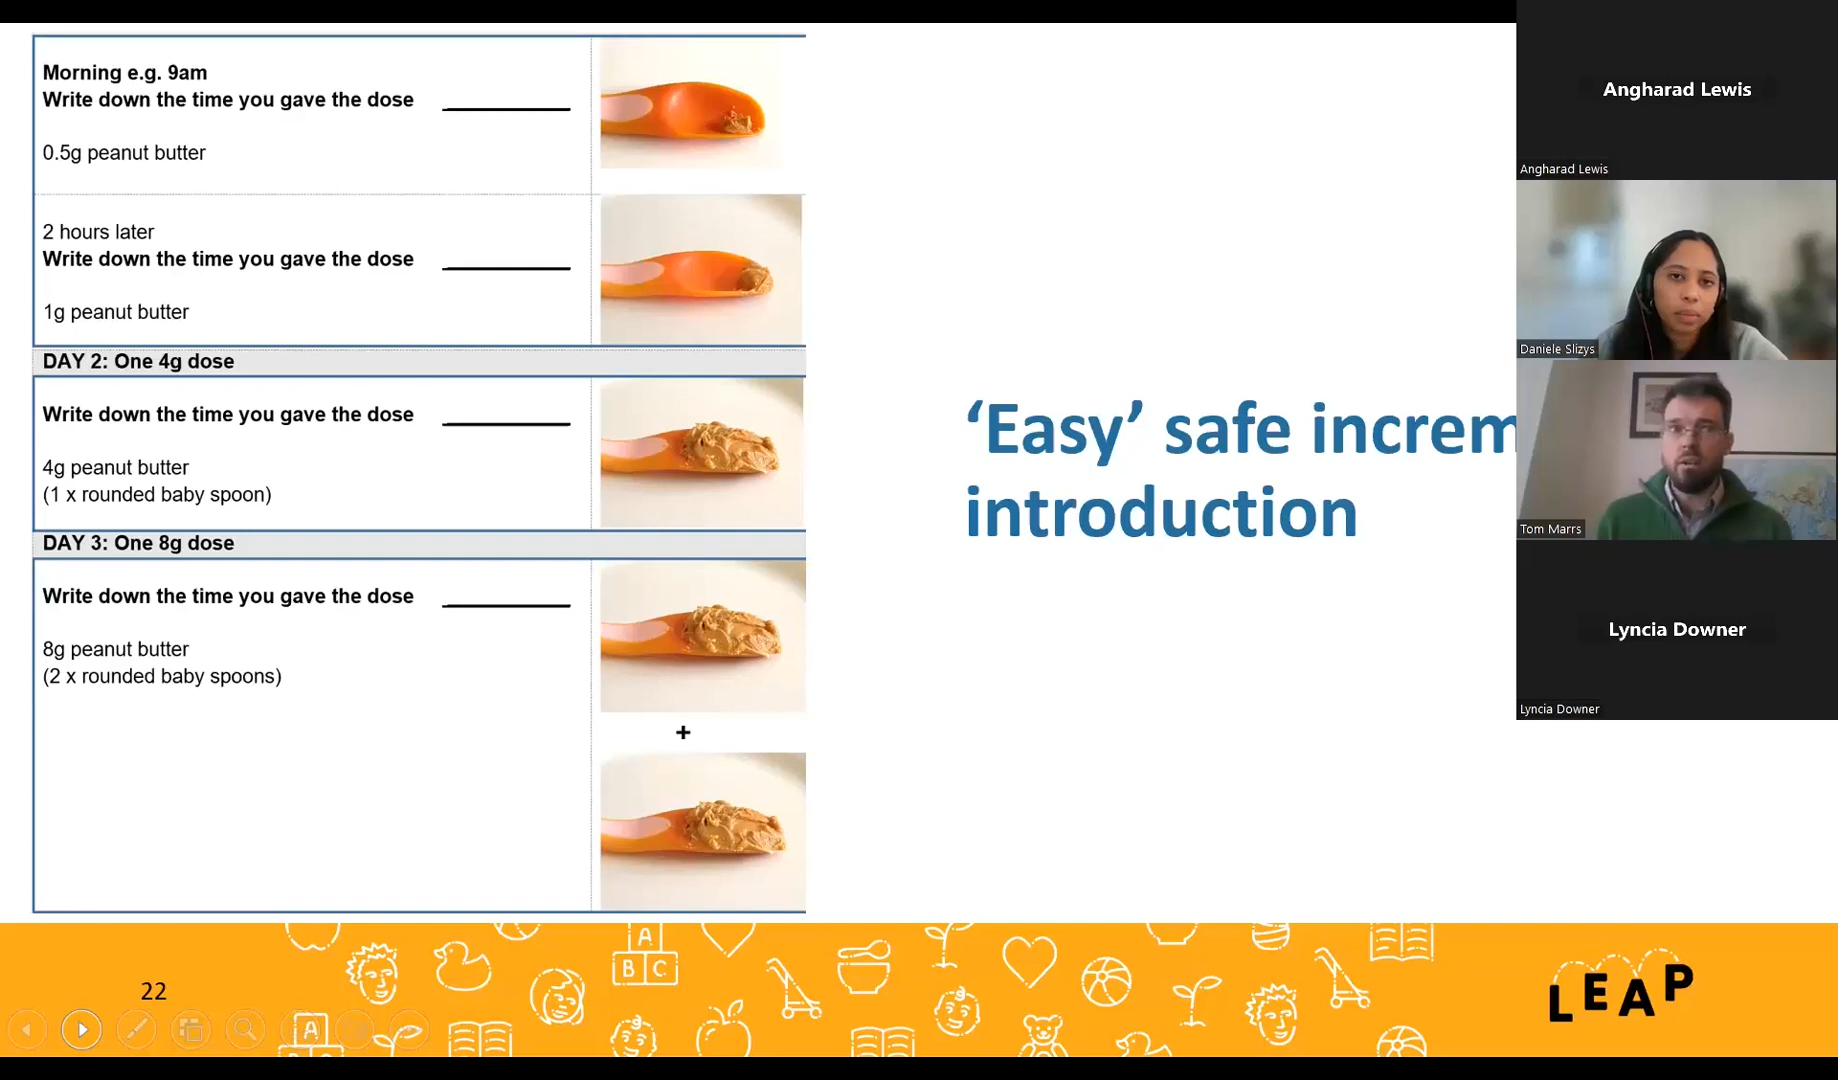 Morning e.g. 9am
Write down the time you gave the dose
0.5g peanut butter
2 hours later
Write down the time you gave the dose
1g peanut butter
DAY 2: One 4g dose
Write down the time you gave the dose
4g peanut butter
(1 x rounded baby spoon)
DAY 3: One 8g dose
Write down the time you gave the dose
8g peanut butter
(2 x rounded baby spoons)
+
‘Easy’ safe increm
introduction
Angharad Lewis
Angharad Lewis
Daniele Slizys
Tom Marrs
Lyncia Downer
Lyncia Downer
22
A
B C
A
LEAP